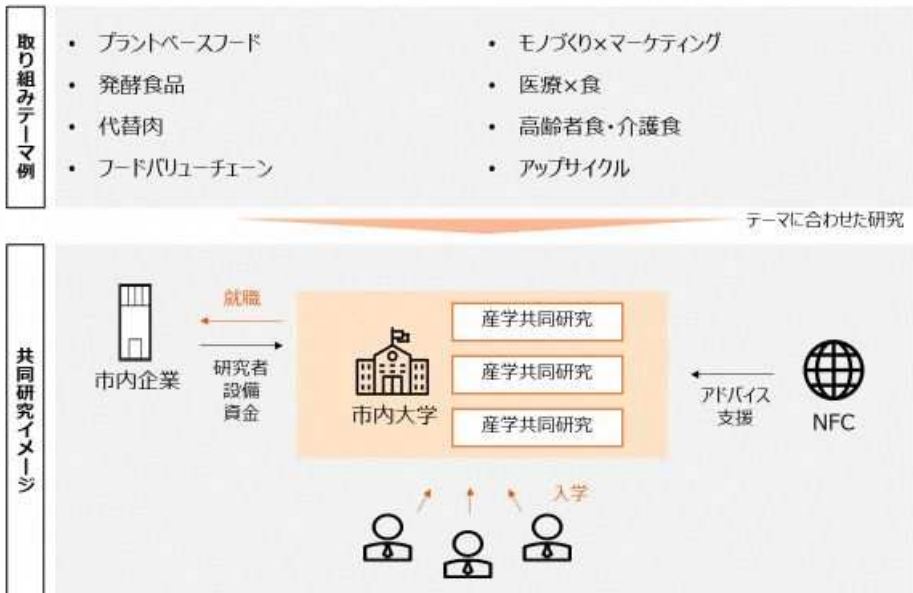 取り組みテーマ例
• プラントベースフード
• 発酵食品
• 代替肉
• フードバリューチェーン
• モノづくり×マーケティング
• 医療×食
• 高齢者食・介護食
• アップサイクル
テーマに合わせた研究
共同研究イメージ
市内企業
就職
研究者
設備
資金
市内大学
産学共同研究
産学共同研究
産学共同研究
アドバイス
支援
NFC
入学